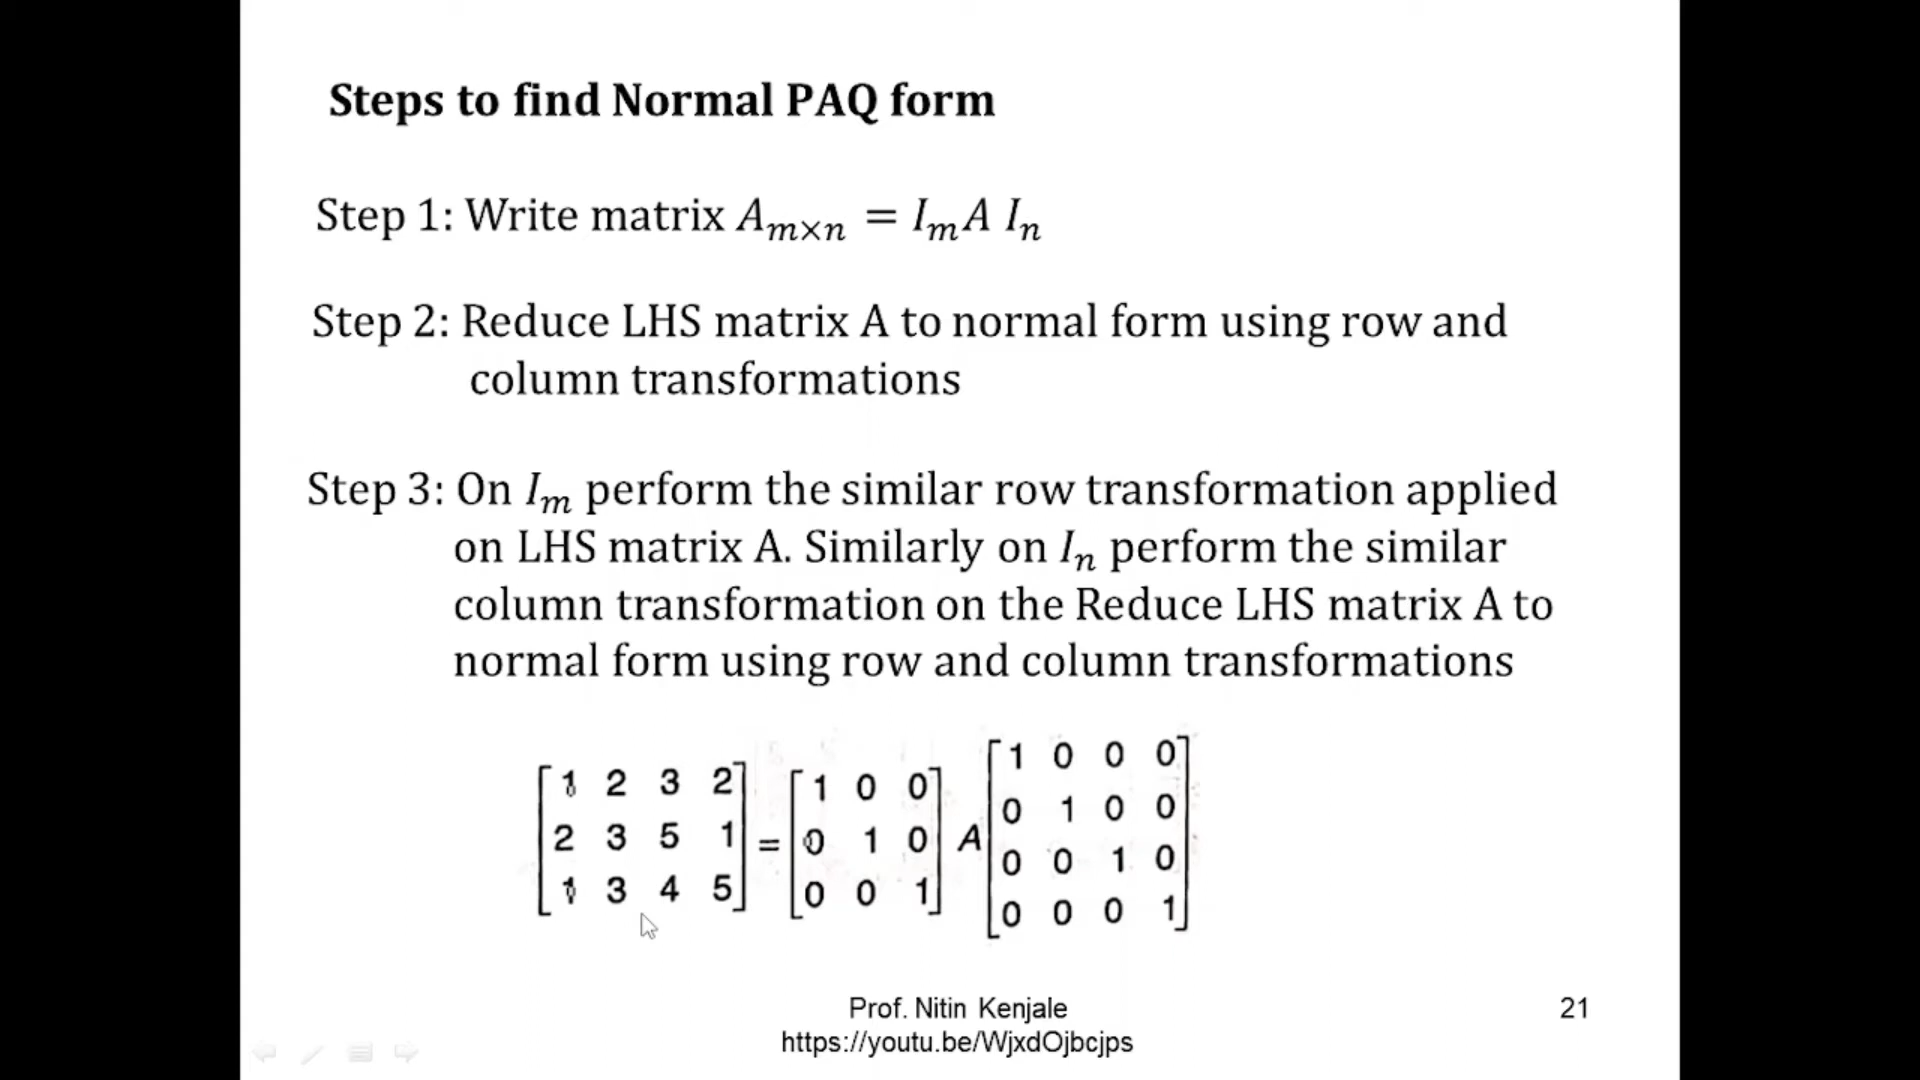 Steps to find Normal PAQ form
Step 1: Write matrix A_{m×n} = I_m A I_n
Step 2: Reduce LHS matrix A to normal form using row and
column transformations
Step 3: On I_m perform the similar row transformation applied
on LHS matrix A. Similarly on I_n perform the similar
column transformation on the Reduce LHS matrix A to
normal form using row and column transformations
[1 2 3 2; 2 3 5 1; 1 3 4 5] = [1 0 0; 0 1 0; 0 0 1] A [1 0 0 0; 0 1 0 0; 0 0 1 0; 0 0 0 1]
Prof. Nitin Kenjale
https://youtu.be/WjxdOjbcjps
21